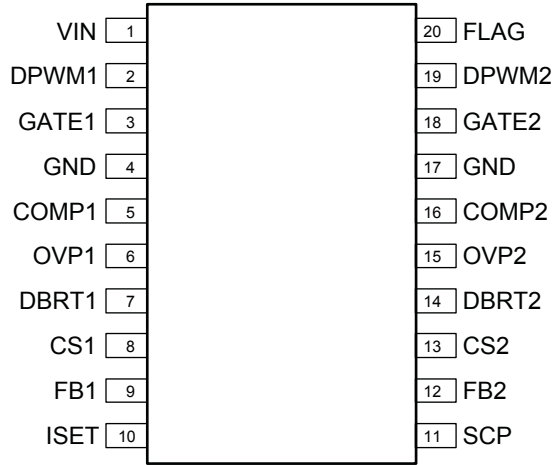 VIN 1 20 FLAG
DPWM1 2 19 DPWM2
GATE1 3 18 GATE2
GND 4 17 GND
COMP1 5 16 COMP2
OVP1 6 15 OVP2
DBRT1 7 14 DBRT2
CS1 8 13 CS2
FB1 9 12 FB2
ISET 10 11 SCP